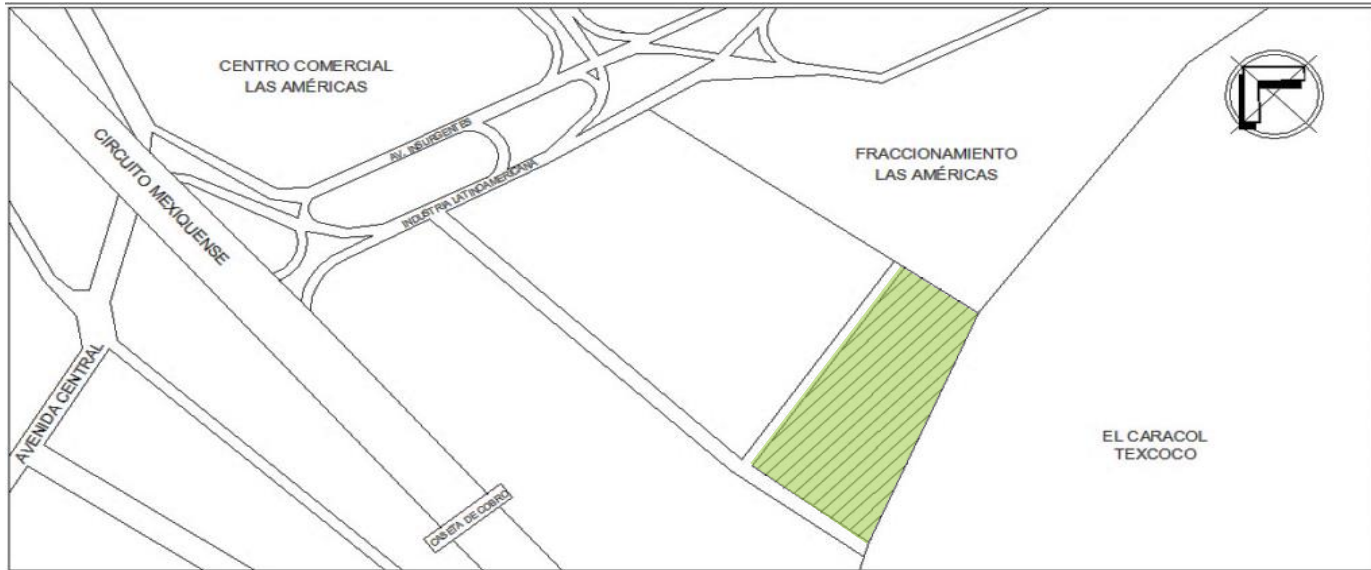 CENTRO COMERCIAL
LAS AMÉRICAS
AV. INSURGENTES
CIRCUITO MEXIQUENSE
INDUSTRIA LATINOAMERICANA
FRACCIONAMIENTO
LAS AMÉRICAS
AVENIDA CENTRAL
EL CARACOL
TEXCOCO
CASETA DE COBRO